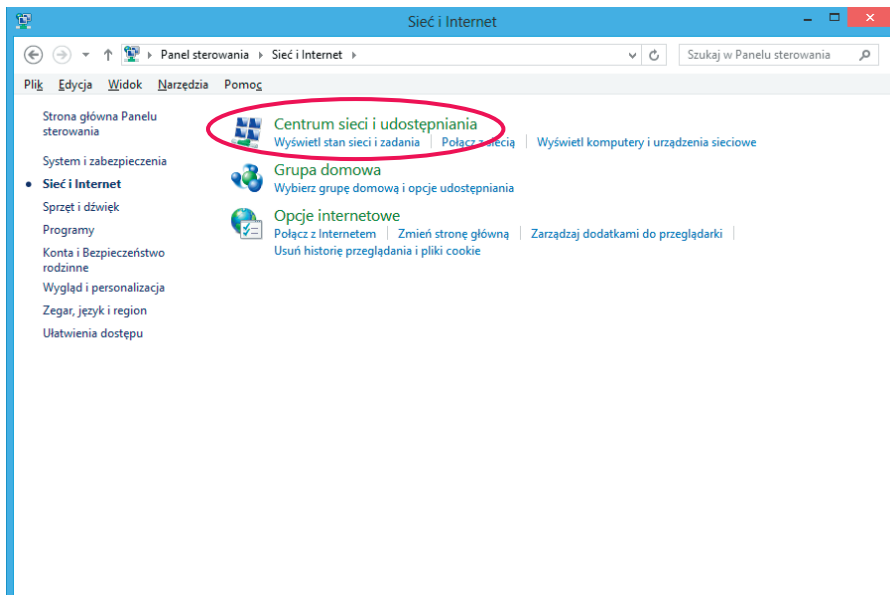 Sieć i Internet
Panel sterowania Sieć i Internet
Szukaj w Panelu sterowania
Plik Edycja Widok Narzędzia Pomoc
Strona główna Panelu
sterowania
System i zabezpieczenia
Sieć i Internet
Sprzęt i dźwięk
Programy
Konta i Bezpieczeństwo
rodzinne
Wygląd i personalizacja
Zegar, język i region
Ułatwienia dostępu
Centrum sieci i udostępniania
Wyświetl stan sieci i zadania Połącz z siecią Wyświetl komputery i urządzenia sieciowe
Grupa domowa
Wybierz grupę domową i opcje udostępniania
Opcje internetowe
Połącz z Internetem Zmień stronę główną Zarządzaj dodatkami do przeglądarki
Usuń historię przeglądania i pliki cookie